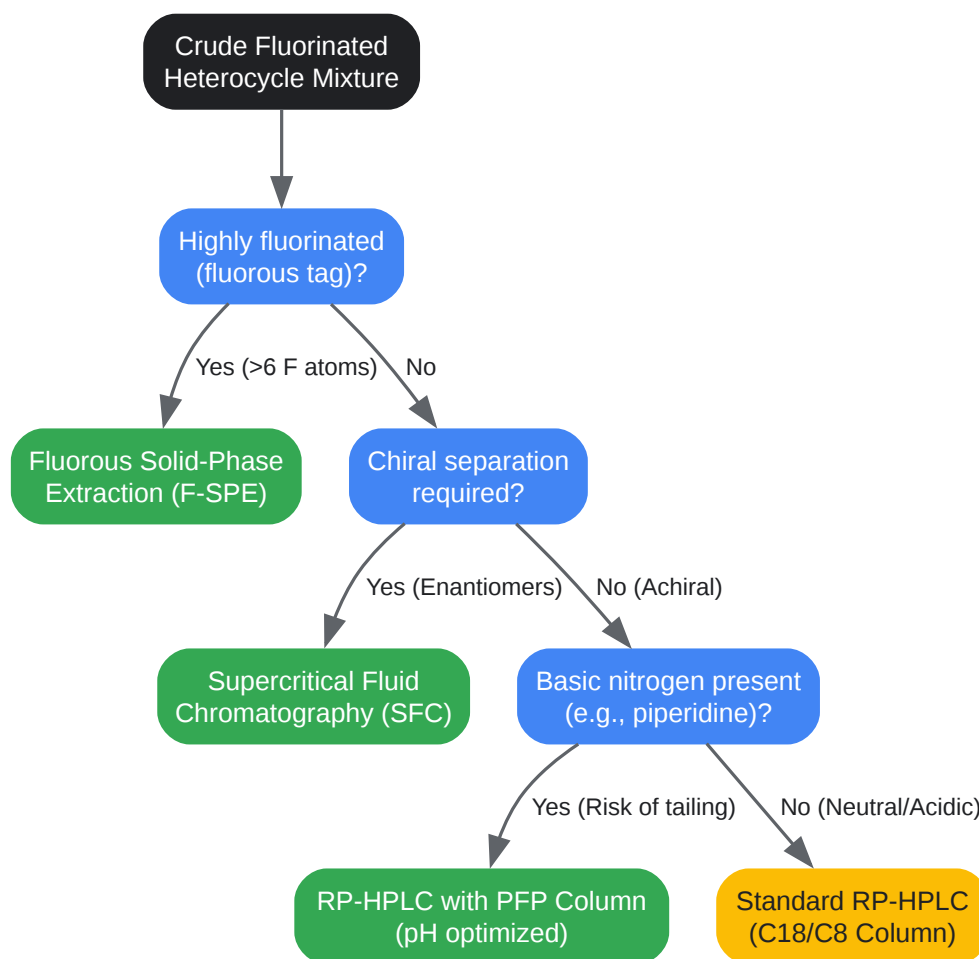 Crude Fluorinated
Heterocycle Mixture
Highly fluorinated
(fluorous tag)?
Yes (>6 F atoms)
No
Fluorous Solid-Phase
Extraction (F-SPE)
Chiral separation
required?
Yes (Enantiomers)
No (Achiral)
Supercritical Fluid
Chromatography (SFC)
Basic nitrogen present
(e.g., piperidine)?
Yes (Risk of tailing)
No (Neutral/Acidic)
RP-HPLC with PFP Column
(pH optimized)
Standard RP-HPLC
(C18/C8 Column)